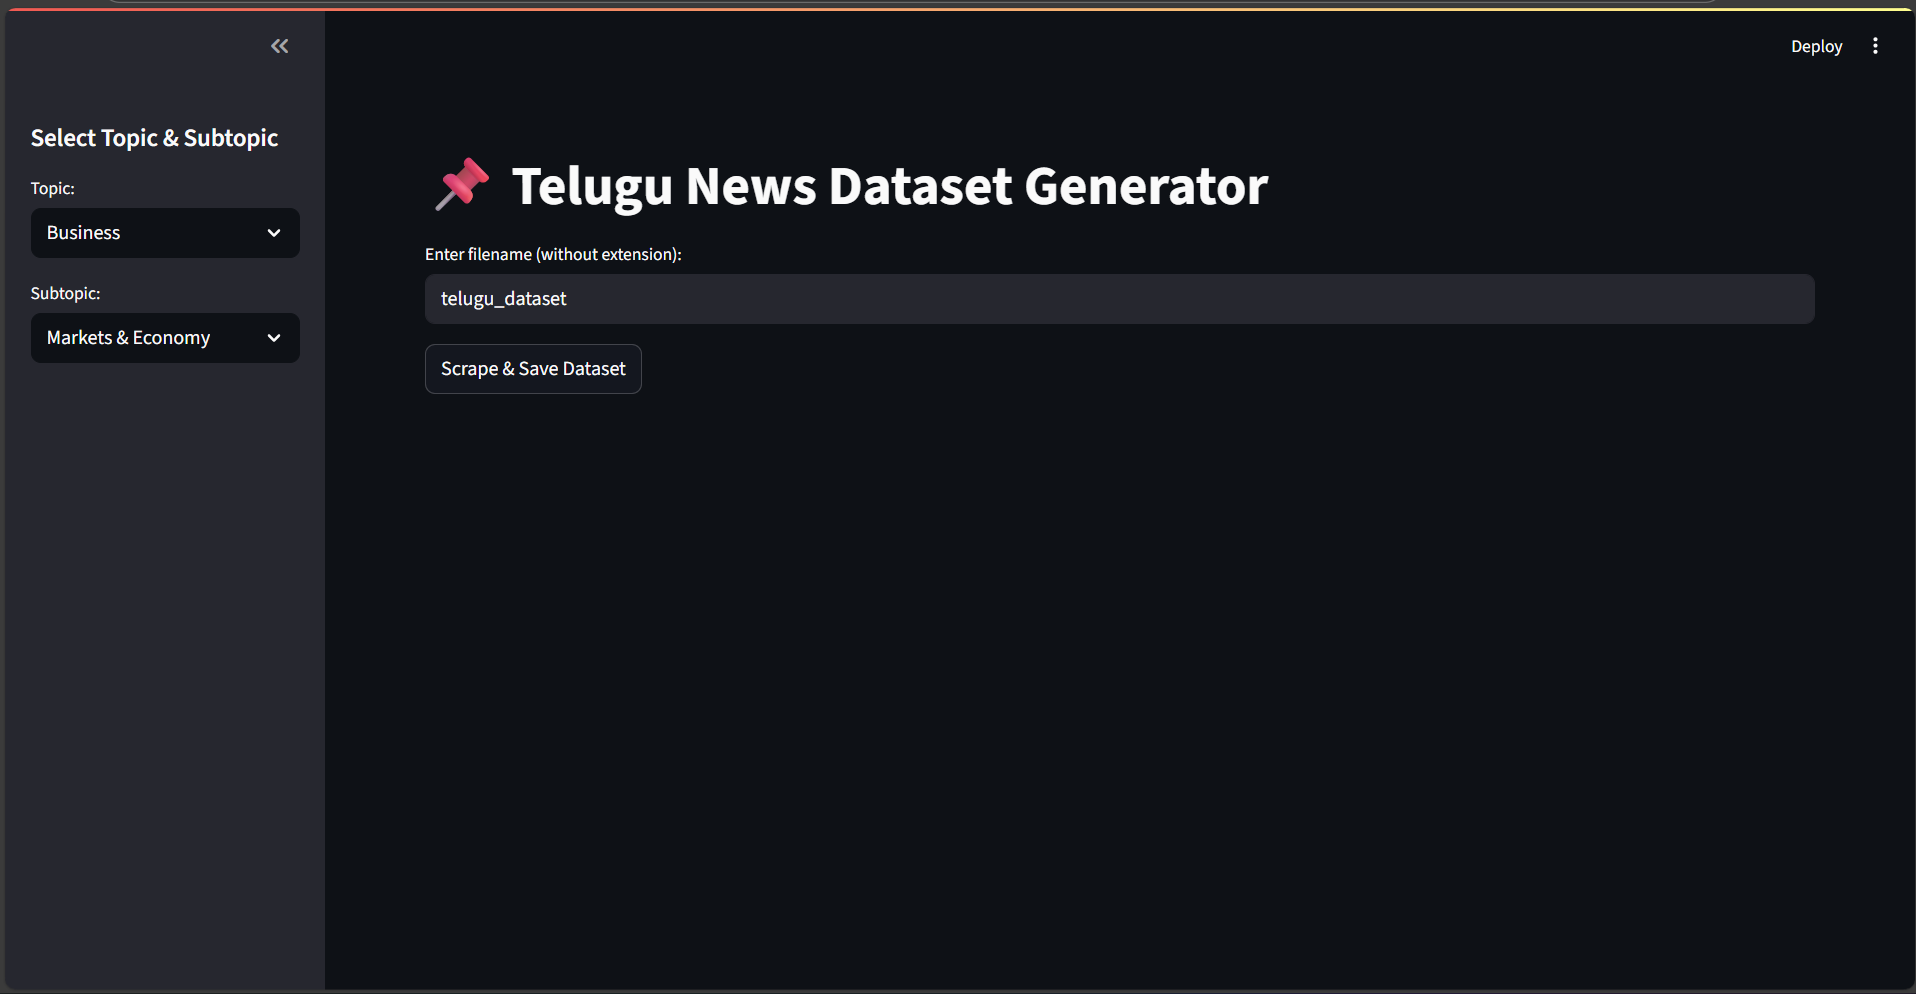 Deploy
Select Topic & Subtopic
Topic:
Business
Subtopic:
Markets & Economy
Telugu News Dataset Generator
Enter filename (without extension):
telugu_dataset
Scrape & Save Dataset